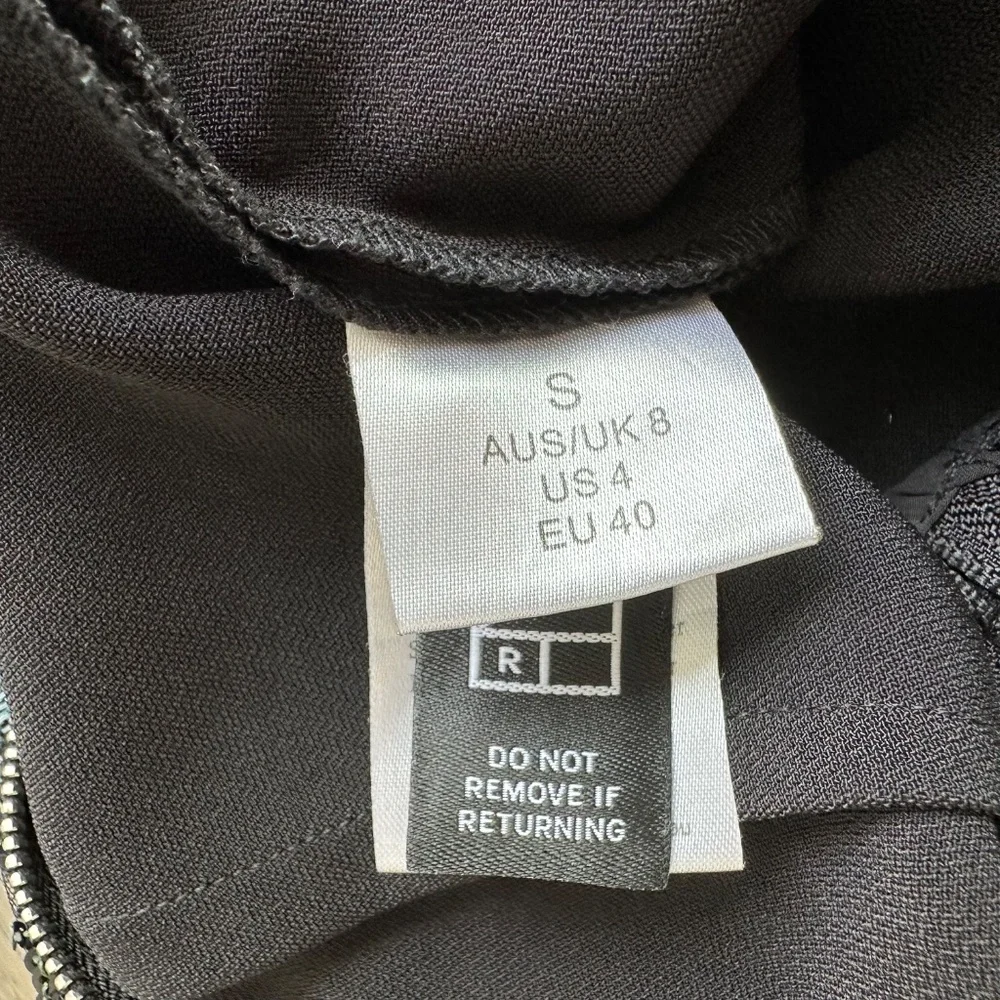 S
AUS/UK 8
US 4
EU 40
R
DO NOT
REMOVE IF
RETURNING